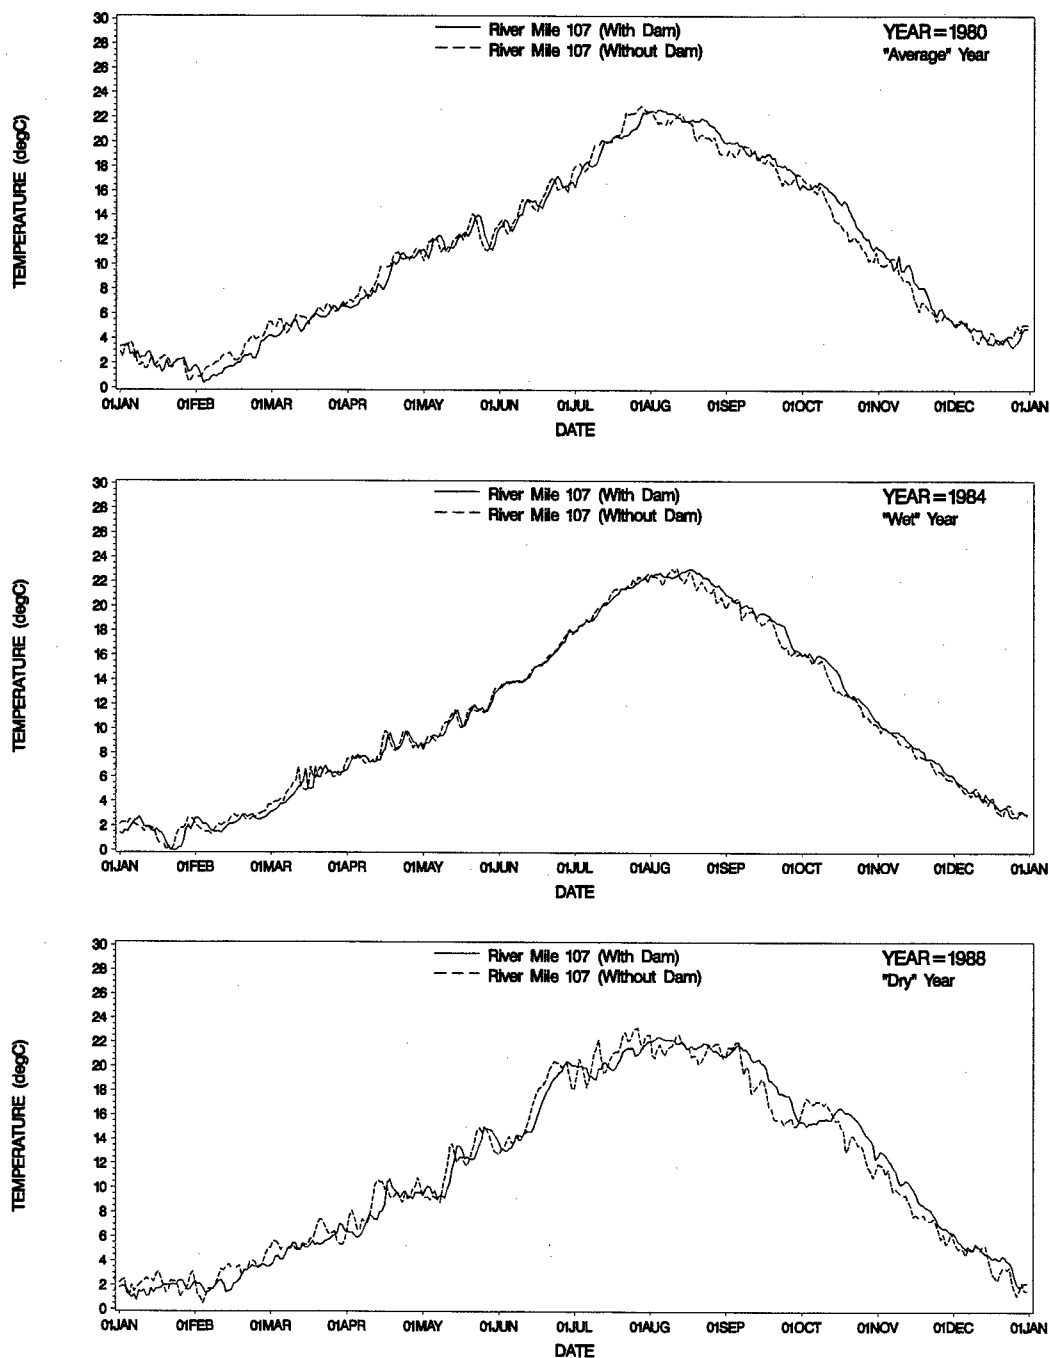 River Mile 107 (With Dam)
River Mile 107 (Without Dam)
YEAR=1980
"Average" Year
TEMPERATURE (degC)
30
28
26
24
22
20
18
16
14
12
10
8
6
4
2
0
01JAN 01FEB 01MAR 01APR 01MAY 01JUN 01JUL 01AUG 01SEP 01OCT 01NOV 01DEC 01JAN
DATE
River Mile 107 (With Dam)
River Mile 107 (Without Dam)
YEAR=1984
"Wet" Year
TEMPERATURE (degC)
30
28
26
24
22
20
18
16
14
12
10
8
6
4
2
0
01JAN 01FEB 01MAR 01APR 01MAY 01JUN 01JUL 01AUG 01SEP 01OCT 01NOV 01DEC 01JAN
DATE
River Mile 107 (With Dam)
River Mile 107 (Without Dam)
YEAR=1988
"Dry" Year
TEMPERATURE (degC)
30
28
26
24
22
20
18
16
14
12
10
8
6
4
2
0
01JAN 01FEB 01MAR 01APR 01MAY 01JUN 01JUL 01AUG 01SEP 01OCT 01NOV 01DEC 01JAN
DATE